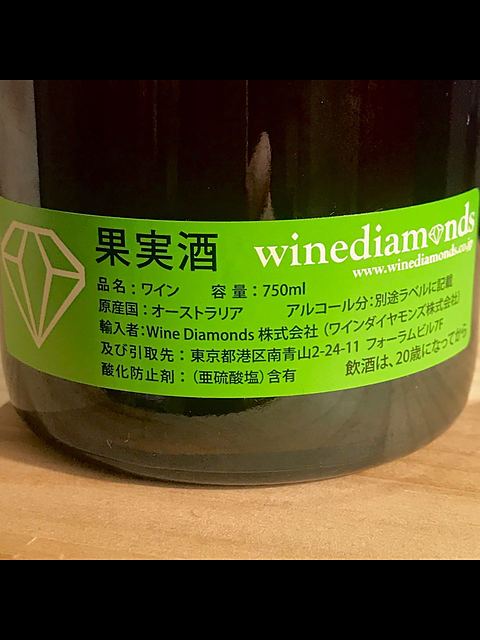 果実酒
winediamonds
www.winediamonds.co.jp
品名：ワイン 容量：750ml
原産国：オーストラリア アルコール分：別途ラベルに記載
輸入者：Wine Diamonds 株式会社（ワインダイヤモンズ株式会社）
及び引取先：東京都港区南青山2-24-11 フォーラムビル7F
酸化防止剤：（亜硫酸塩）含有 飲酒は、20歳になってから